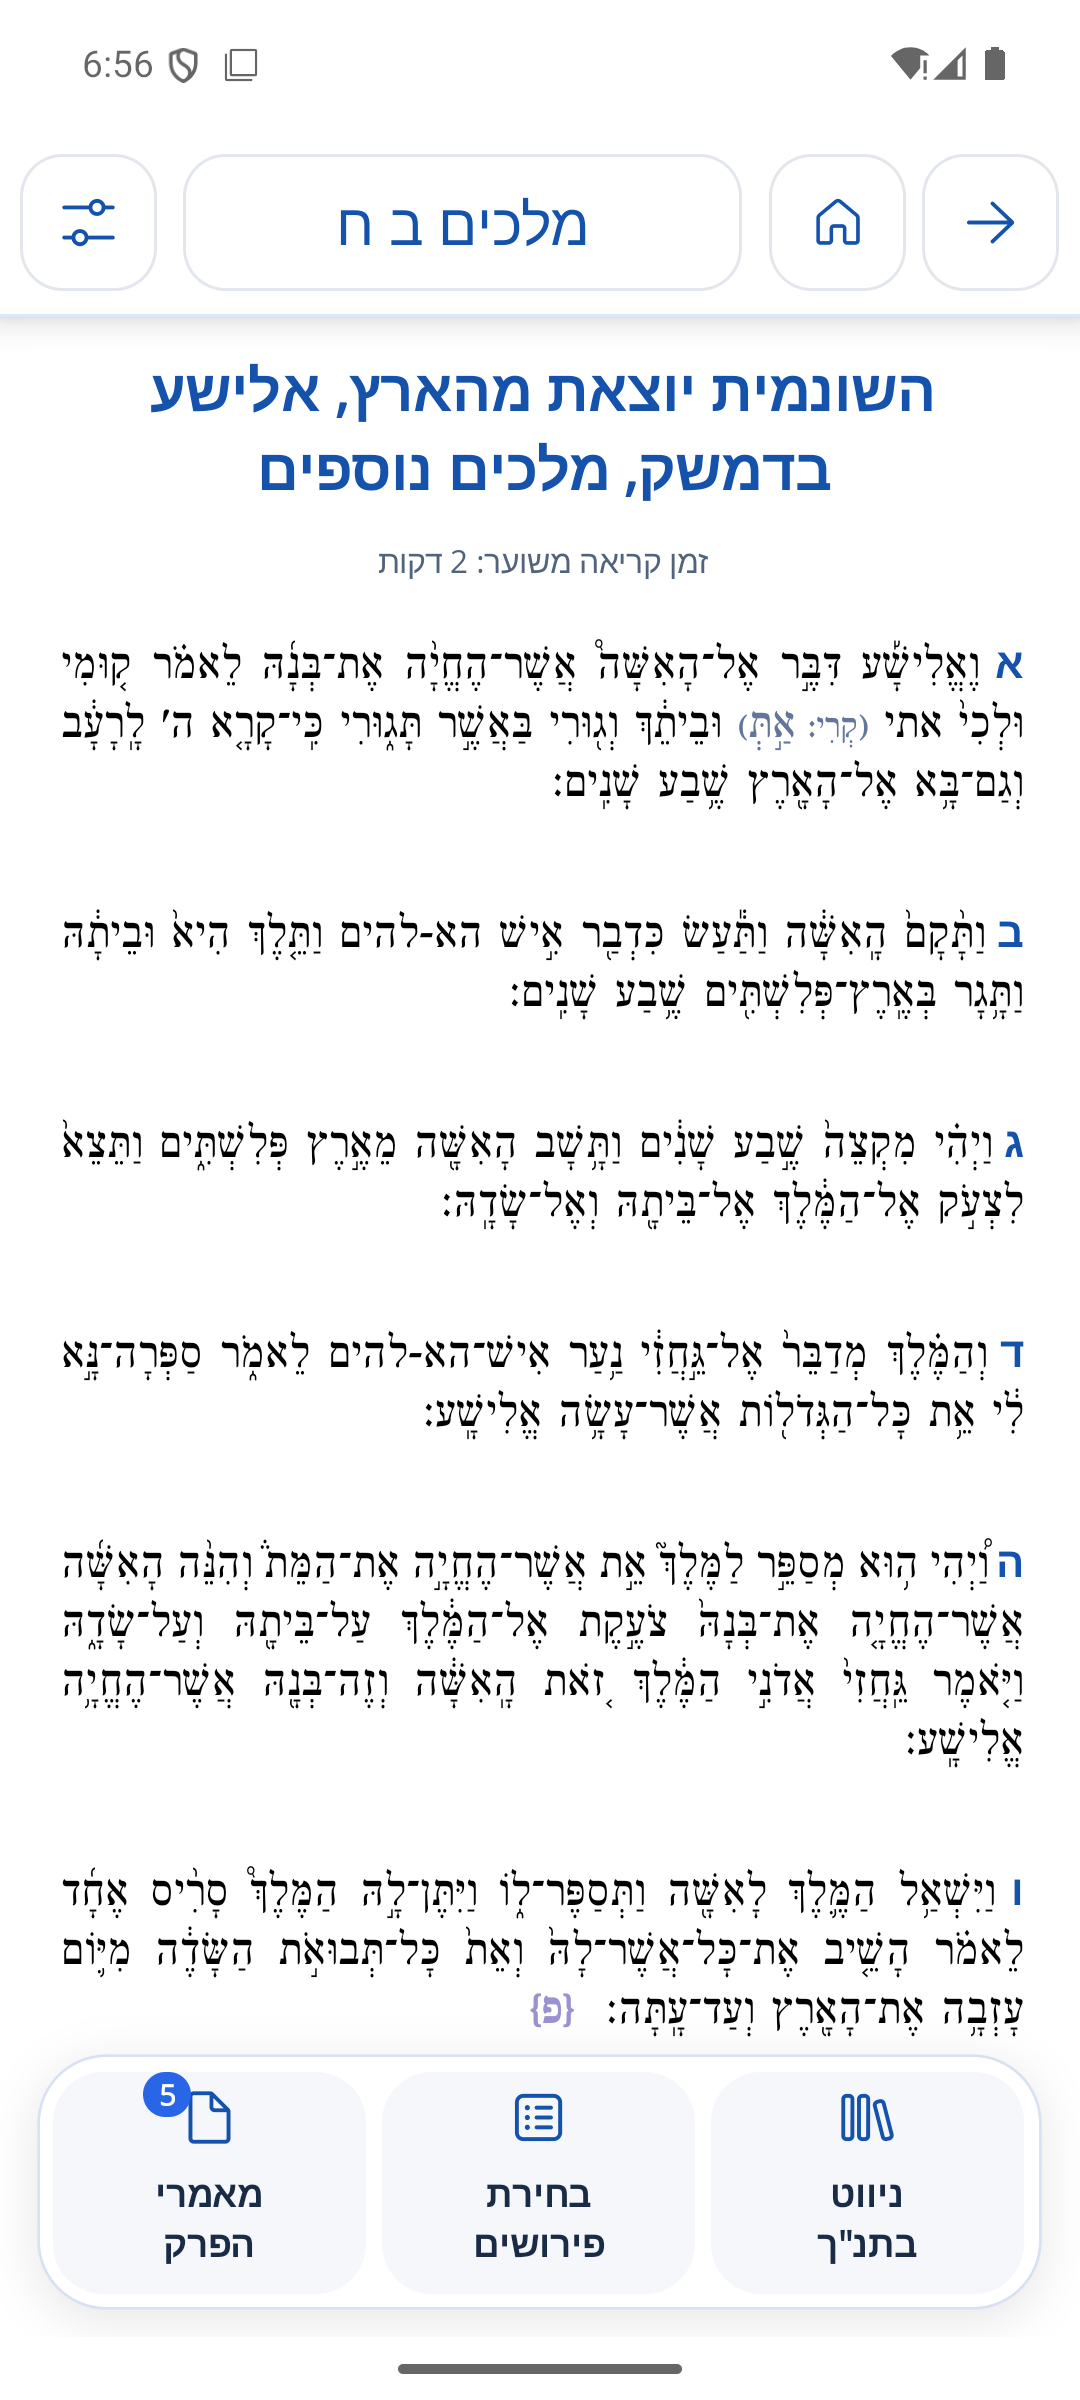 6:56
מלכים ב ח
השונמית יוצאת מהארץ, אלישע
בדמשק, מלכים נוספים
זמן קריאה משוער: 2 דקות
א וֶאֱלִישָׁ֡ע דִּבֶּ֣ר אֶל־הָאִשָּׁה֩ אֲשֶׁר־הֶחֱיָ֨ה אֶת־בְּנָ֜הּ לֵאמֹ֗ר ק֤וּמִי
וּלְכִי֙ אתי (קְרִי: אַ֣תְּ) וּבֵיתֵ֔ךְ וְג֖וּרִי בַּאֲשֶׁ֣ר תָּג֑וּרִי כִּֽי־קָרָ֤א ה' לָֽרָעָ֔ב
וְגַם־בָּ֥א אֶל־הָאָ֖רֶץ שֶׁ֥בַע שָׁנִֽים׃
ב וַתָּ֙קָם֙ הָֽאִשָּׁ֔ה וַתַּ֕עַשׂ כִּדְבַ֖ר אִ֣ישׁ הא-להים וַתֵּ֤לֶךְ הִיא֙ וּבֵיתָ֔הּ
וַתָּ֥גָר בְּאֶֽרֶץ־פְּלִשְׁתִּ֖ים שֶׁ֥בַע שָׁנִֽים׃
ג וַיְהִ֗י מִקְצֵה֙ שֶׁ֣בַע שָׁנִ֔ים וַתָּ֥שָׁב הָאִשָּׁ֖ה מֵאֶ֣רֶץ פְּלִשְׁתִּ֑ים וַתֵּצֵא֙
לִצְעֹ֣ק אֶל־הַמֶּ֔לֶךְ אֶל־בֵּיתָ֖הּ וְאֶל־שָׂדָֽהּ׃
ד וְהַמֶּ֗לֶךְ מְדַבֵּר֙ אֶל־גֵּ֣חֲזִ֔י נַ֥עַר אִישׁ־הא-להים לֵאמֹ֑ר סַפְּרָה־נָּ֣א
לִ֔י אֵ֥ת כׇּל־הַגְּדֹל֖וֹת אֲשֶׁר־עָשָׂ֥ה אֱלִישָֽׁע׃
ה וַ֠יְהִ֠י ה֥וּא מְסַפֵּ֣ר לַמֶּ֘לֶךְ֮ אֵ֣ת אֲשֶׁר־הֶחֱיָ֣ה אֶת־הַמֵּת֒ וְהִנֵּ֨ה הָאִשָּׁ֜ה
אֲשֶׁר־הֶחֱיָ֤ה אֶת־בְּנָהּ֙ צֹעֶ֣קֶת אֶל־הַמֶּ֔לֶךְ עַל־בֵּיתָ֖הּ וְעַל־שָׂדָ֑הּ
וַיֹּ֤אמֶר גֵּֽחֲזִי֙ אֲדֹנִ֣י הַמֶּ֔לֶךְ זֹ֚את הָֽאִשָּׁ֔ה וְזֶה־בְּנָ֖הּ אֲשֶׁר־הֶחֱיָ֥ה
אֱלִישָֽׁע׃
ו וַיִּשְׁאַ֥ל הַמֶּ֛לֶךְ לָאִשָּׁ֖ה וַתְּסַפֶּר־ל֑וֹ וַיִּתֶּן־לָ֣הּ הַמֶּ֩לֶךְ֩ סָרִ֨יס אֶחָ֜ד
לֵאמֹ֗ר הָשֵׁ֤יב אֶת־כׇּל־אֲשֶׁר־לָהּ֙ וְאֵת֙ כׇּל־תְּבוּאֹ֣ת הַשָּׂדֶ֔ה מִיּ֛וֹם
עׇזְבָ֥הּ אֶת־הָאָ֖רֶץ וְעַד־עָֽתָּה׃ {פ}
ניווט
בתנ"ך
בחירת
פירושים
5
מאמרי
הפרק